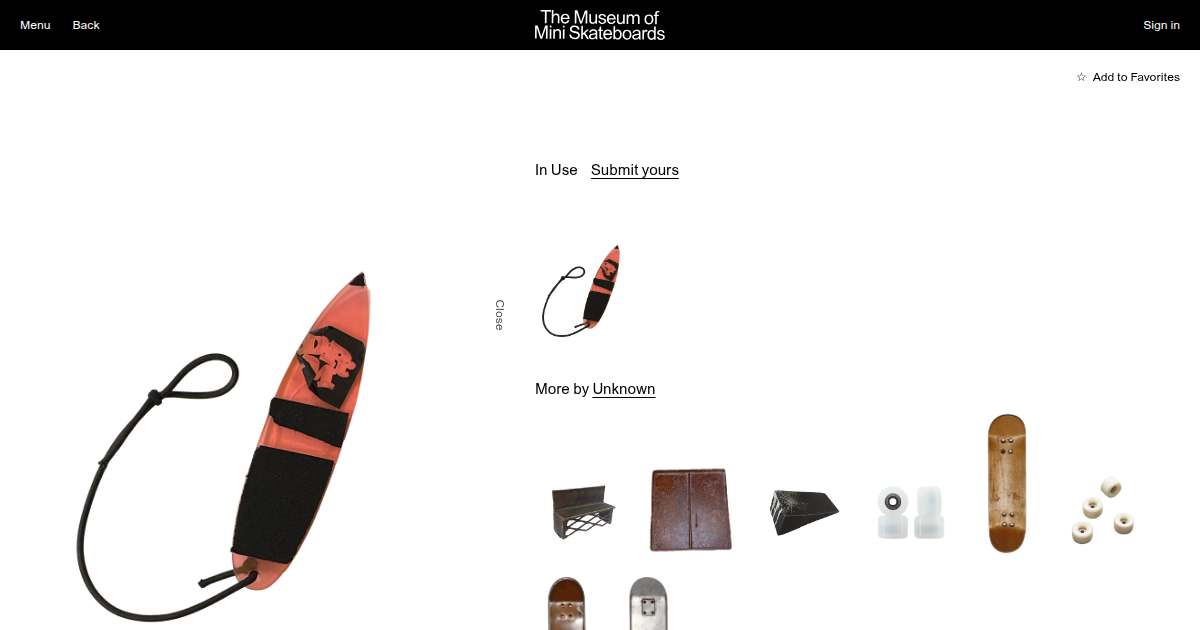 Menu
Back
The Museum of
Mini Skateboards
Sign in
☆ Add to Favorites
In Use Submit yours
Close
More by Unknown